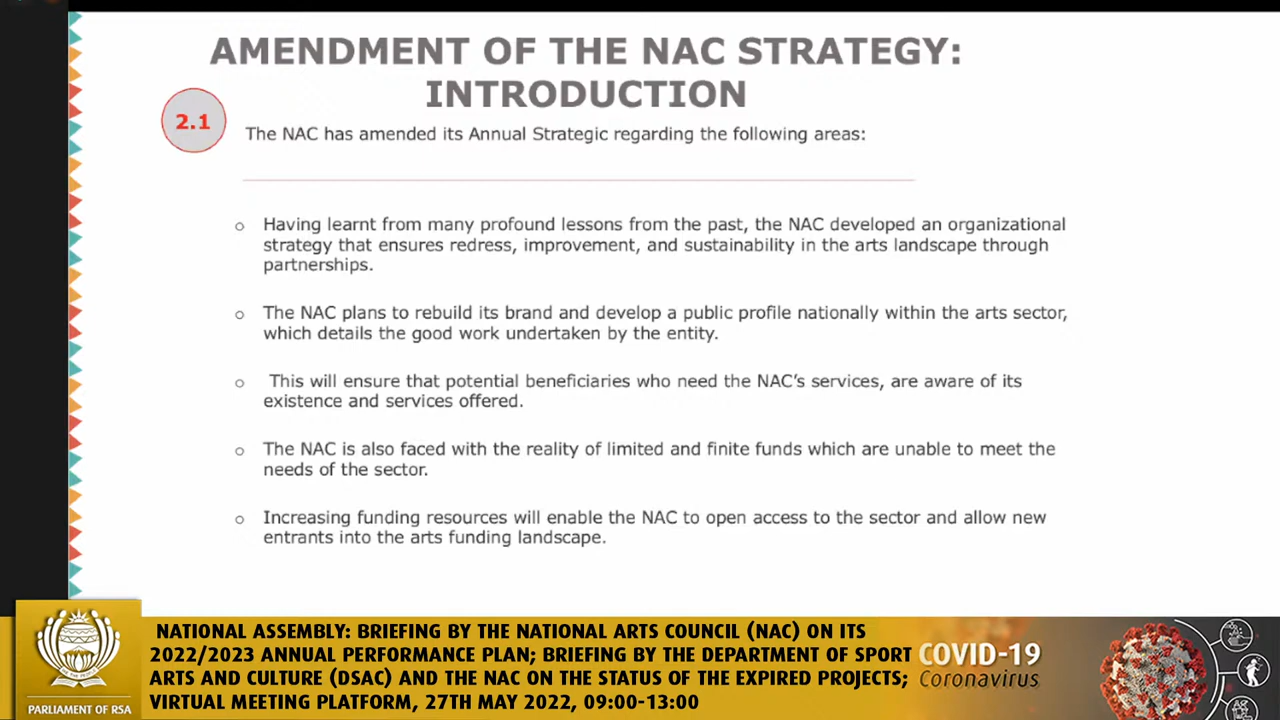 AMENDMENT OF THE NAC STRATEGY:
INTRODUCTION
2.1
The NAC has amended its Annual Strategic regarding the following areas:
o Having learnt from many profound lessons from the past, the NAC developed an organizational
strategy that ensures redress, improvement, and sustainability in the arts landscape through
partnerships.
o The NAC plans to rebuild its brand and develop a public profile nationally within the arts sector,
which details the good work undertaken by the entity.
o This will ensure that potential beneficiaries who need the NAC’s services, are aware of its
existence and services offered.
o The NAC is also faced with the reality of limited and finite funds which are unable to meet the
needs of the sector.
o Increasing funding resources will enable the NAC to open access to the sector and allow new
entrants into the arts funding landscape.
NATIONAL ASSEMBLY: BRIEFING BY THE NATIONAL ARTS COUNCIL (NAC) ON ITS
2022/2023 ANNUAL PERFORMANCE PLAN; BRIEFING BY THE DEPARTMENT OF SPORT
ARTS AND CULTURE (DSAC) AND THE NAC ON THE STATUS OF THE EXPIRED PROJECTS;
VIRTUAL MEETING PLATFORM, 27TH MAY 2022, 09:00-13:00
PARLIAMENT OF RSA
COVID-19
Coronavirus